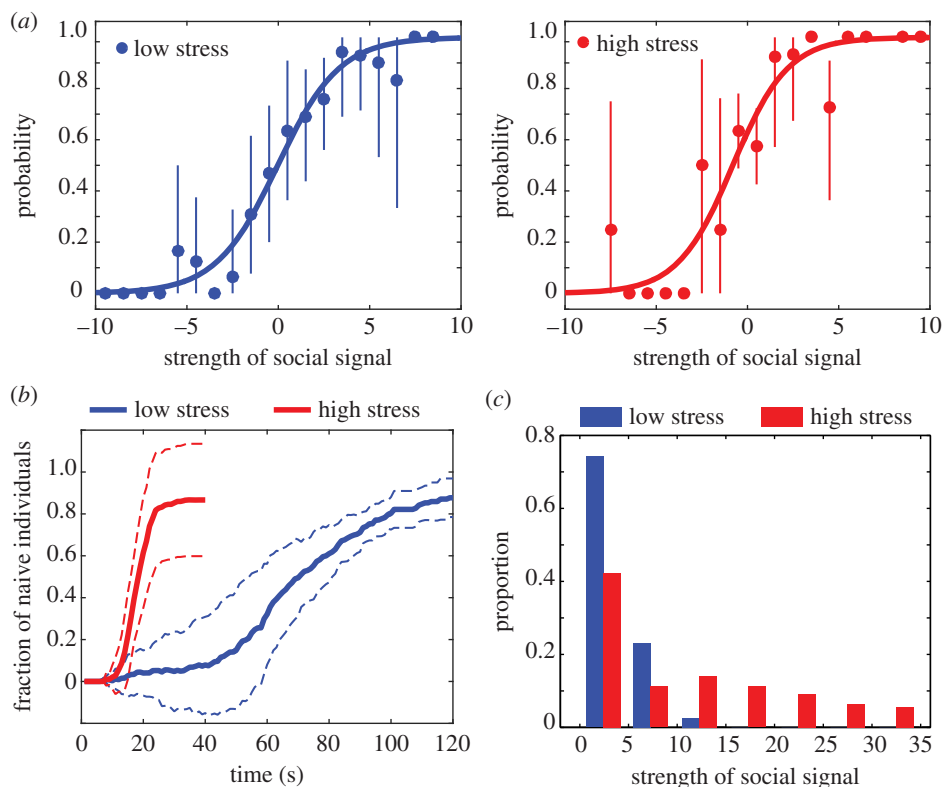 (a)
1.0
0.8
0.6
0.4
0.2
0
probability
low stress
−10
−5
0
5
10
strength of social signal
1.0
0.8
0.6
0.4
0.2
0
probability
high stress
−10
−5
0
5
10
strength of social signal
(b)
low stress
high stress
1.0
0.8
0.6
0.4
0.2
0
fraction of naive individuals
0
20
40
60
80
100
120
time (s)
(c)
low stress
high stress
0.8
0.6
0.4
0.2
0
proportion
0
5
10
15
20
25
30
35
strength of social signal